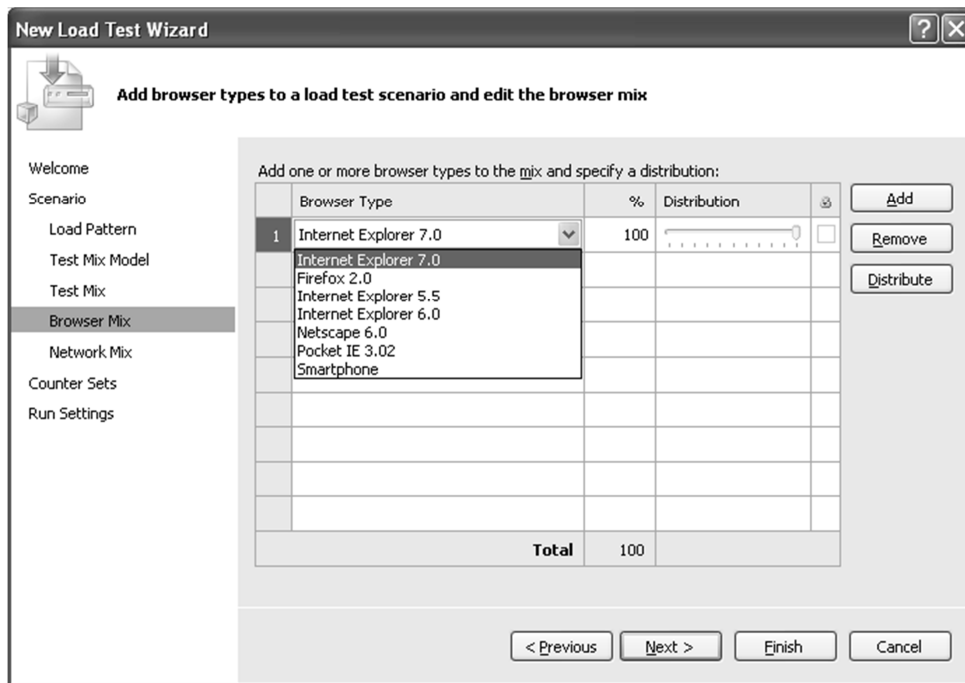 New Load Test Wizard
?
Add browser types to a load test scenario and edit the browser mix
Welcome
Scenario
Load Pattern
Test Mix Model
Test Mix
Browser Mix
Network Mix
Counter Sets
Run Settings
Add one or more browser types to the mix and specify a distribution:
Browser Type % Distribution
1 Internet Explorer 7.0 100
Internet Explorer 7.0
Firefox 2.0
Internet Explorer 5.5
Internet Explorer 6.0
Netscape 6.0
Pocket IE 3.02
Smartphone
Total 100
Add
Remove
Distribute
< Previous Next > Finish Cancel